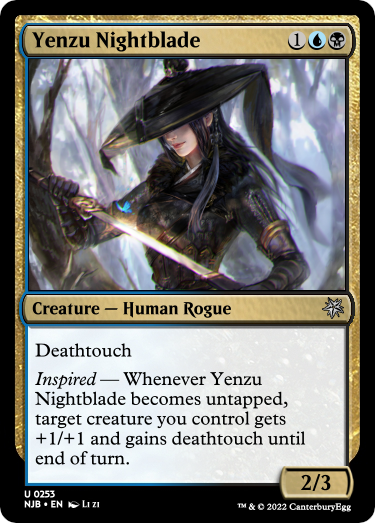 Yenzu Nightblade 1
Creature — Human Rogue
Deathtouch
Inspired — Whenever Yenzu
Nightblade becomes untapped,
target creature you control gets
+1/+1 and gains deathtouch until
end of turn.
2/3
U 0253
NJB • EN LI ZI
™ & © 2022 CanterburyEgg